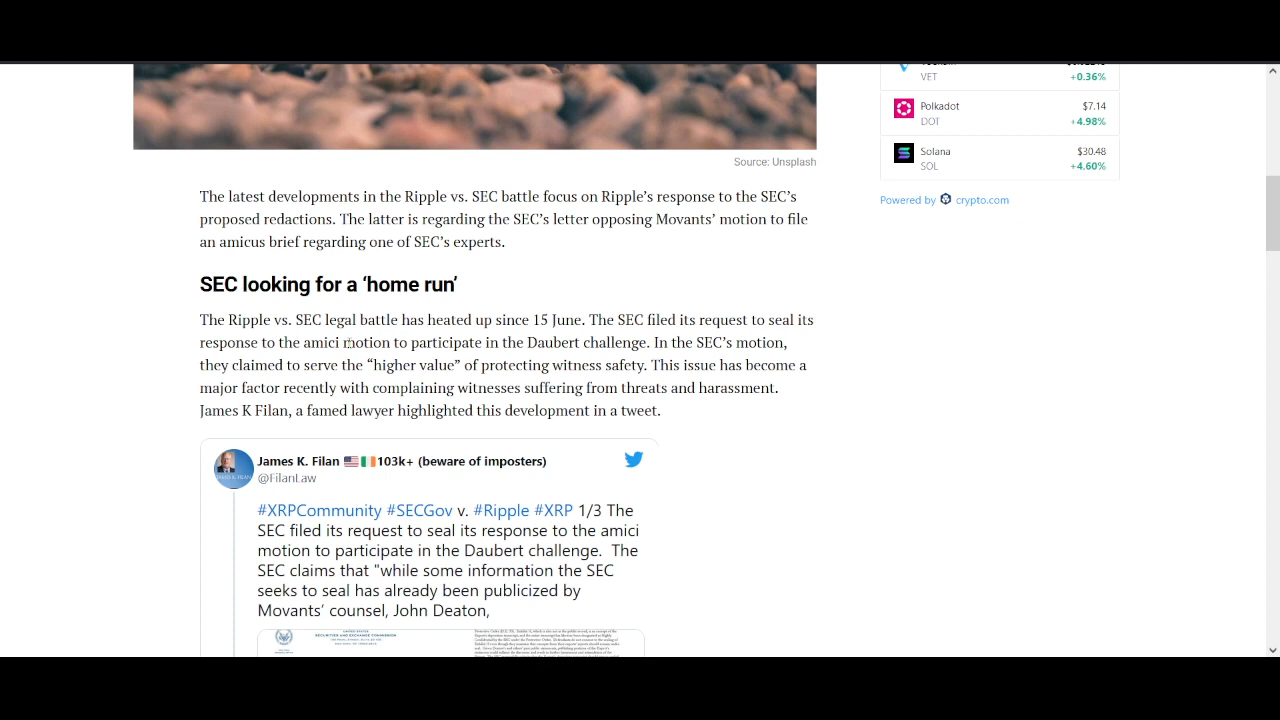 VET
+0.36%
Polkadot
$7.14
DOT
+4.98%
Solana
$30.48
SOL
+4.60%
Source: Unsplash
Powered by crypto.com
The latest developments in the Ripple vs. SEC battle focus on Ripple’s response to the SEC’s
proposed redactions. The latter is regarding the SEC’s letter opposing Movants’ motion to file
an amicus brief regarding one of SEC’s experts.
SEC looking for a ‘home run’
The Ripple vs. SEC legal battle has heated up since 15 June. The SEC filed its request to seal its
response to the amici motion to participate in the Daubert challenge. In the SEC’s motion,
they claimed to serve the “higher value” of protecting witness safety. This issue has become a
major factor recently with complaining witnesses suffering from threats and harassment.
James K Filan, a famed lawyer highlighted this development in a tweet.
James K. Filan 🇺🇸🇮🇪103k+ (beware of imposters)
@FilanLaw
#XRPCommunity #SECGov v. #Ripple #XRP 1/3 The
SEC filed its request to seal its response to the amici
motion to participate in the Daubert challenge.  The
SEC claims that "while some information the SEC
seeks to seal has already been publicized by
Movants’ counsel, John Deaton,
UNITED STATES
SECURITIES AND EXCHANGE COMMISSION